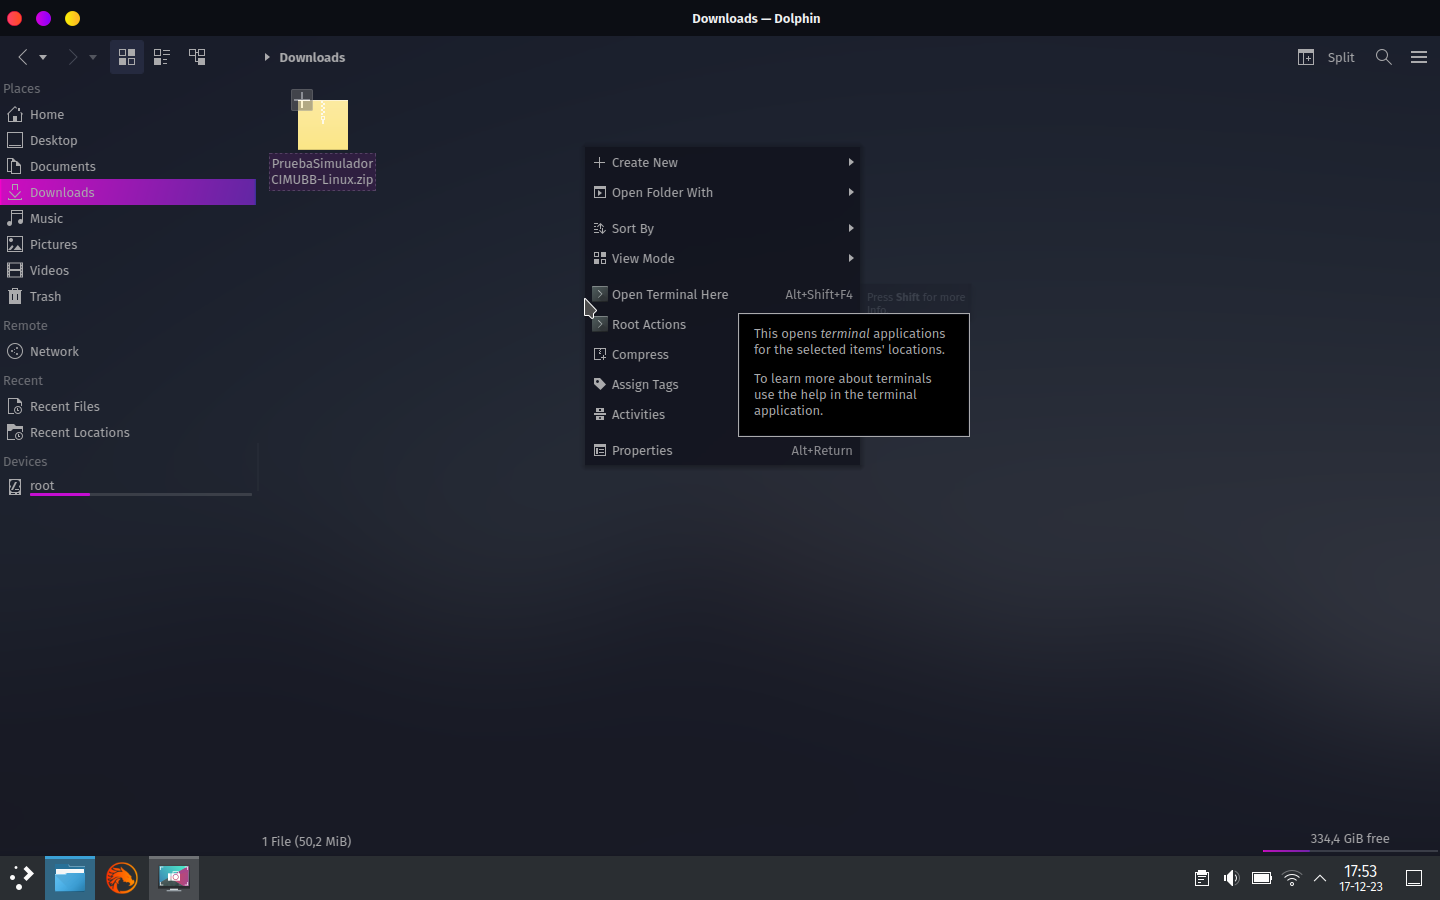 Downloads — Dolphin
Downloads
Split
Places
Home
Desktop
Documents
Downloads
Music
Pictures
Videos
Trash
Remote
Network
Recent
Recent Files
Recent Locations
Devices
root
PruebaSimulador
CIMUBB-Linux.zip
Create New
Open Folder With
Sort By
View Mode
Open Terminal Here Alt+Shift+F4
Root Actions
Compress
Assign Tags
Activities
Properties Alt+Return
Press Shift for more
Info.
This opens terminal applications
for the selected items' locations.
To learn more about terminals
use the help in the terminal
application.
1 File (50,2 MiB)
334,4 GiB free
17:53
17-12-23